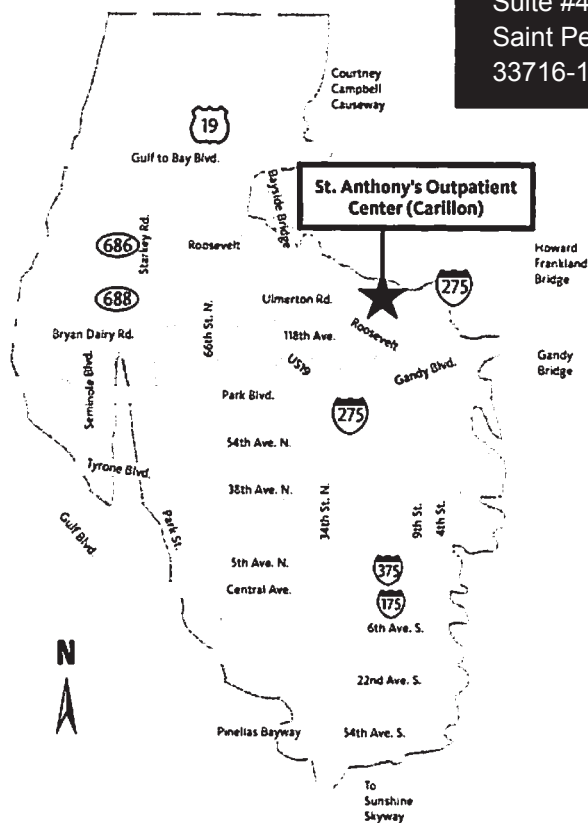 Suite #4
Saint Pe
33716-1
Courtney
Campbell
Causeway
19
Gulf to Bay Blvd.
Bayside Bridge
St. Anthony's Outpatient
Center (Carillon)
686
Starkey Rd.
Roosevelt
Howard
Frankland
Bridge
275
688
Ulmerton Rd.
Bryan Dairy Rd.
66th St. N.
118th Ave.
Roosevelt
US19
Gandy Blvd.
Gandy
Bridge
Seminole Blvd.
Park Blvd.
275
54th Ave. N.
Tyrone Blvd.
38th Ave. N.
34th St. N.
9th St.
4th St.
Gulf Blvd
Park St.
5th Ave. N.
375
Central Ave.
175
6th Ave. S.
N
22nd Ave. S.
Pinellas Bayway
54th Ave. S.
To
Sunshine
Skyway